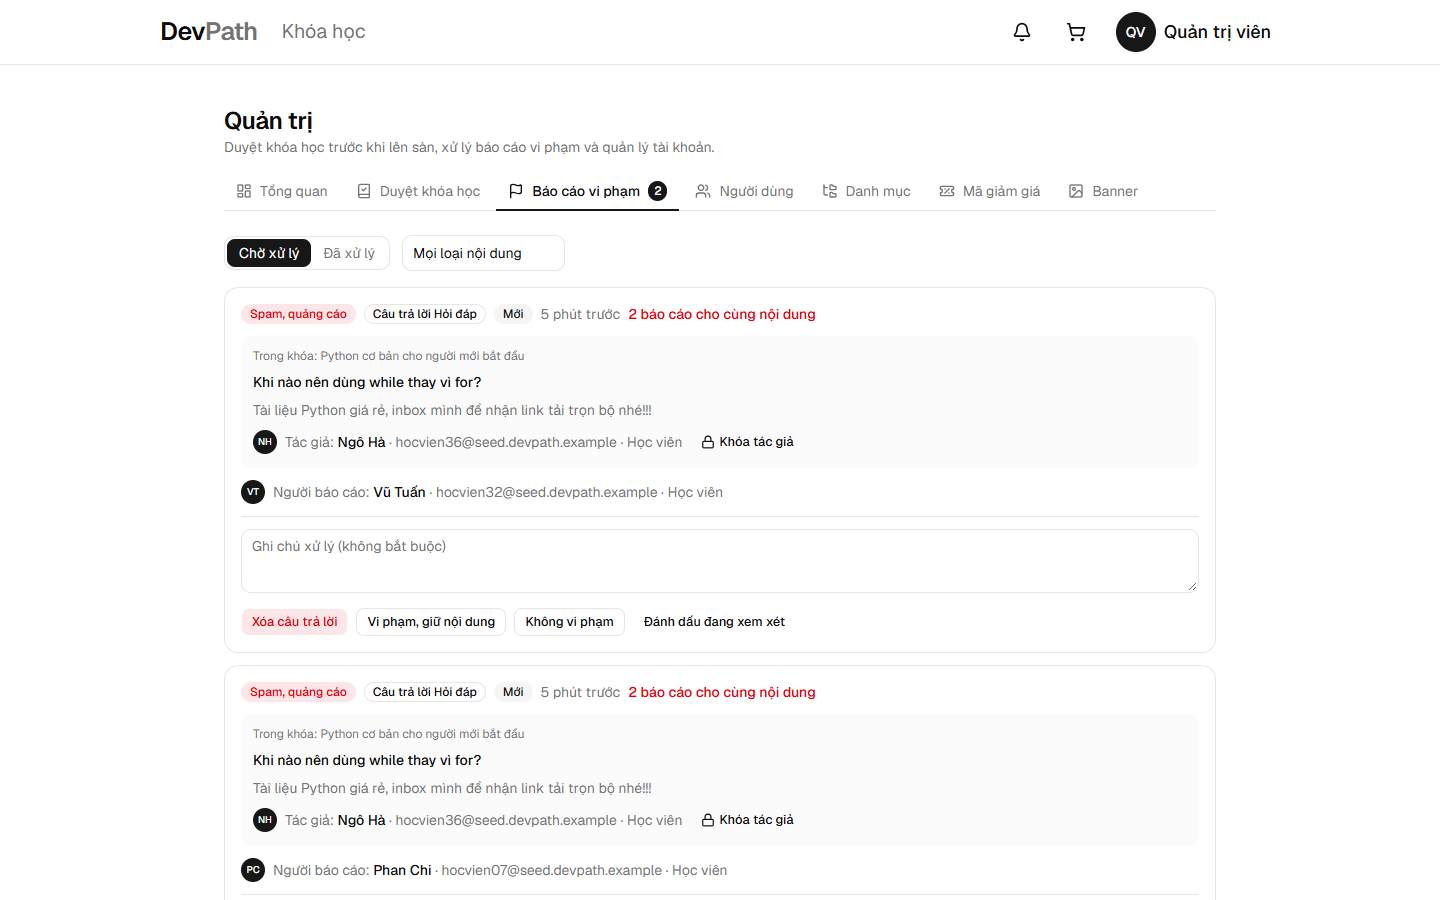 DevPath Khóa học QV Quản trị viên
Quản trị
Duyệt khóa học trước khi lên sàn, xử lý báo cáo vi phạm và quản lý tài khoản.
Tổng quan Duyệt khóa học Báo cáo vi phạm 2 Người dùng Danh mục Mã giảm giá Banner
Chờ xử lý Đã xử lý Mọi loại nội dung
Spam, quảng cáo Câu trả lời Hỏi đáp Mới 5 phút trước 2 báo cáo cho cùng nội dung
Trong khóa: Python cơ bản cho người mới bắt đầu
Khi nào nên dùng while thay vì for?
Tài liệu Python giá rẻ, inbox mình để nhận link tải trọn bộ nhé!!!
NH Tác giả: Ngô Hà · hocvien36@seed.devpath.example · Học viên Khóa tác giả
VT Người báo cáo: Vũ Tuấn · hocvien32@seed.devpath.example · Học viên
Ghi chú xử lý (không bắt buộc)
Xóa câu trả lời Vi phạm, giữ nội dung Không vi phạm Đánh dấu đang xem xét
Spam, quảng cáo Câu trả lời Hỏi đáp Mới 5 phút trước 2 báo cáo cho cùng nội dung
Trong khóa: Python cơ bản cho người mới bắt đầu
Khi nào nên dùng while thay vì for?
Tài liệu Python giá rẻ, inbox mình để nhận link tải trọn bộ nhé!!!
NH Tác giả: Ngô Hà · hocvien36@seed.devpath.example · Học viên Khóa tác giả
PC Người báo cáo: Phan Chi · hocvien07@seed.devpath.example · Học viên